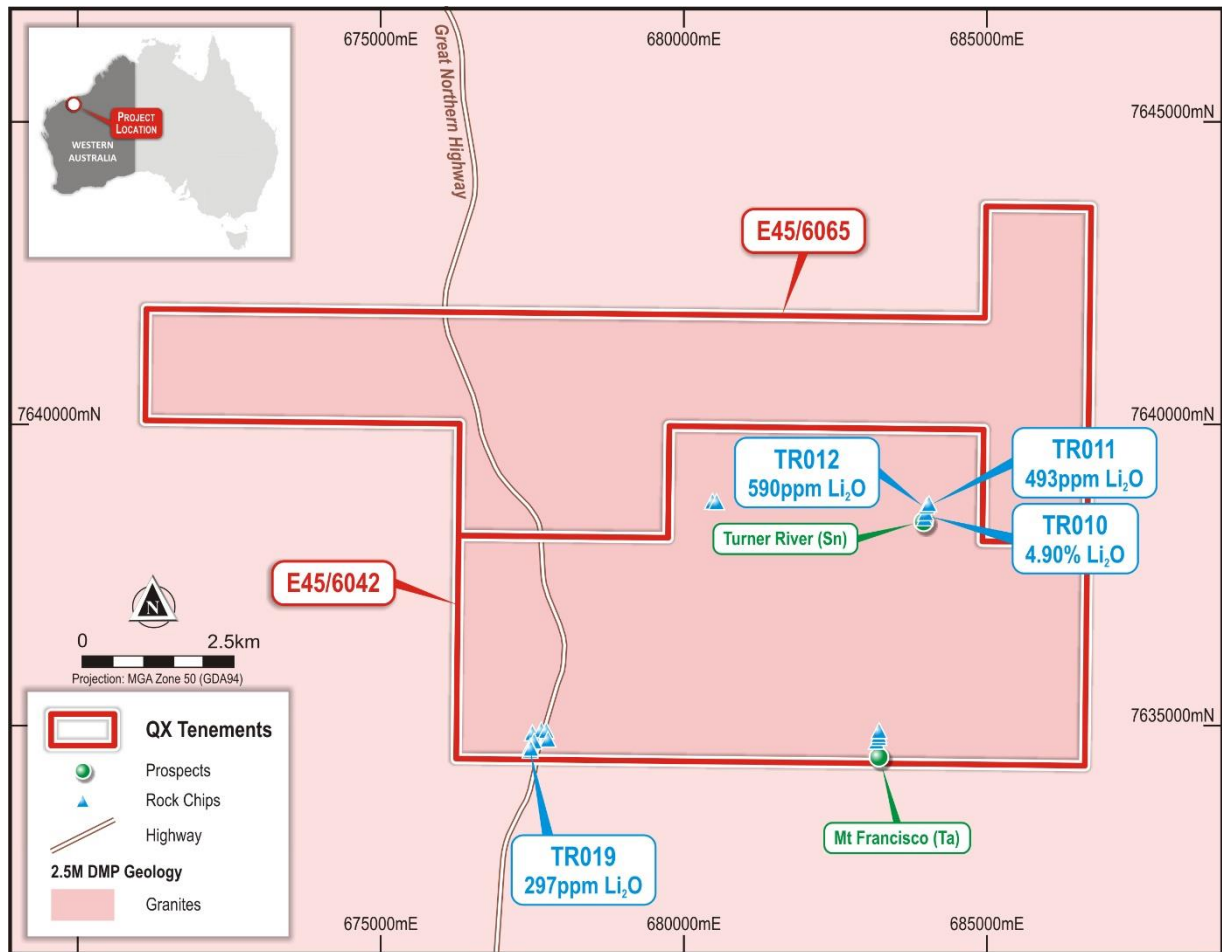 675000mE
680000mE
685000mE
Great Northern Highway
PROJECT
LOCATION
WESTERN
AUSTRALIA
7645000mN
7645000mN
E45/6065
7640000mN
7640000mN
TR012
590ppm Li₂O
TR011
493ppm Li₂O
Turner River (Sn)
TR010
4.90% Li₂O
E45/6042
N
0
2.5km
Projection: MGA Zone 50 (GDA94)
QX Tenements
Prospects
Rock Chips
Highway
2.5M DMP Geology
Granites
7635000mN
Mt Francisco (Ta)
TR019
297ppm Li₂O
675000mE
680000mE
685000mE